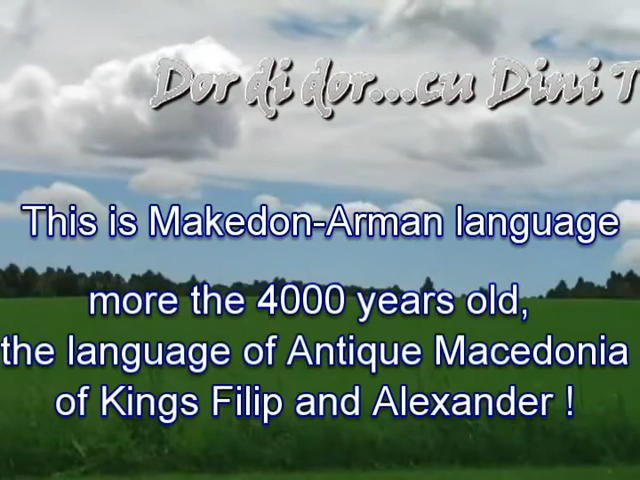 Dor di dor...cu Dini T
This is Makedon-Arman language
more the 4000 years old,
the language of Antique Macedonia
of Kings Filip and Alexander !